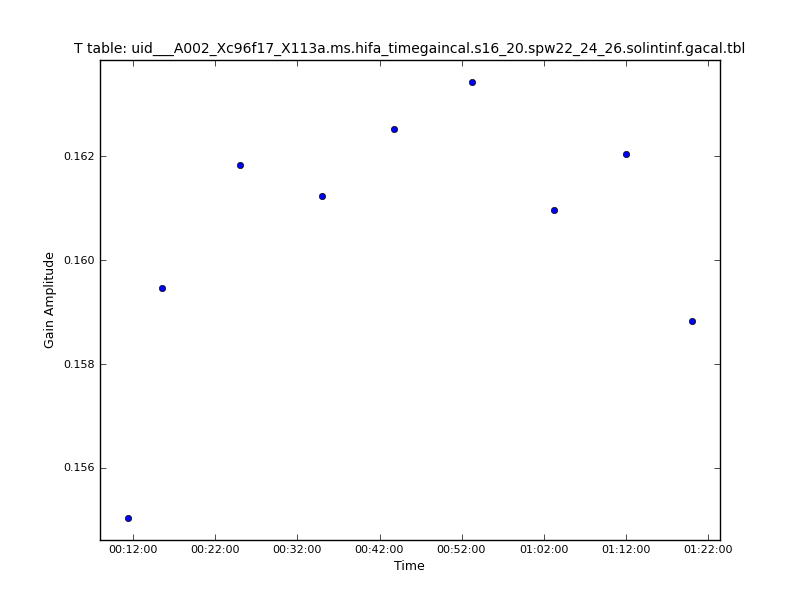 T table: uid___A002_Xc96f17_X113a.ms.hifa_timegaincal.s16_20.spw22_24_26.solintinf.gacal.tbl
0.162
0.160
0.158
0.156
Gain Amplitude
00:12:00 00:22:00 00:32:00 00:42:00 00:52:00 01:02:00 01:12:00 01:22:00
Time